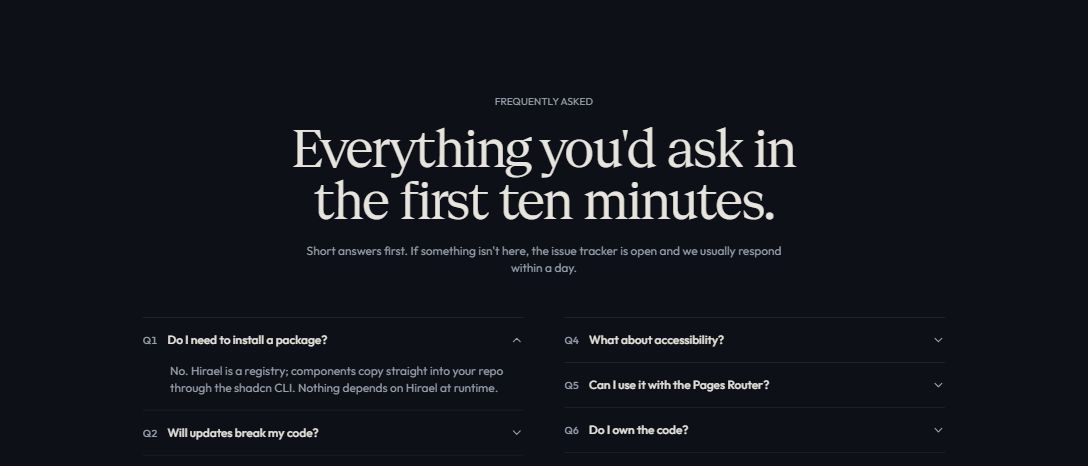 FREQUENTLY ASKED
Everything you'd ask in
the first ten minutes.
Short answers first. If something isn't here, the issue tracker is open and we usually respond
within a day.
Q1 Do I need to install a package?
No. Hirael is a registry; components copy straight into your repo
through the shadcn CLI. Nothing depends on Hirael at runtime.
Q2 Will updates break my code?
Q4 What about accessibility?
Q5 Can I use it with the Pages Router?
Q6 Do I own the code?